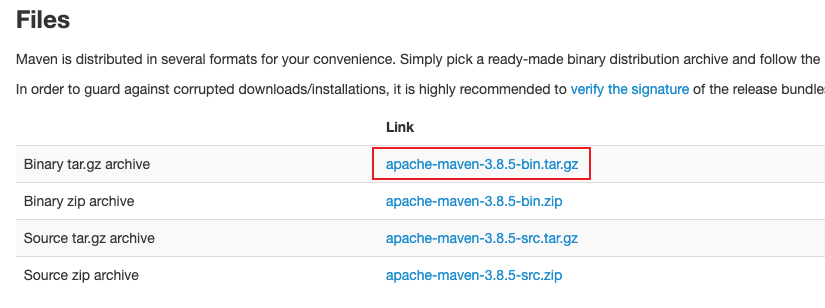 Files
Maven is distributed in several formats for your convenience. Simply pick a ready-made binary distribution archive and follow the
In order to guard against corrupted downloads/installations, it is highly recommended to verify the signature of the release bundles
Link
Binary tar.gz archive apache-maven-3.8.5-bin.tar.gz
Binary zip archive apache-maven-3.8.5-bin.zip
Source tar.gz archive apache-maven-3.8.5-src.tar.gz
Source zip archive apache-maven-3.8.5-src.zip